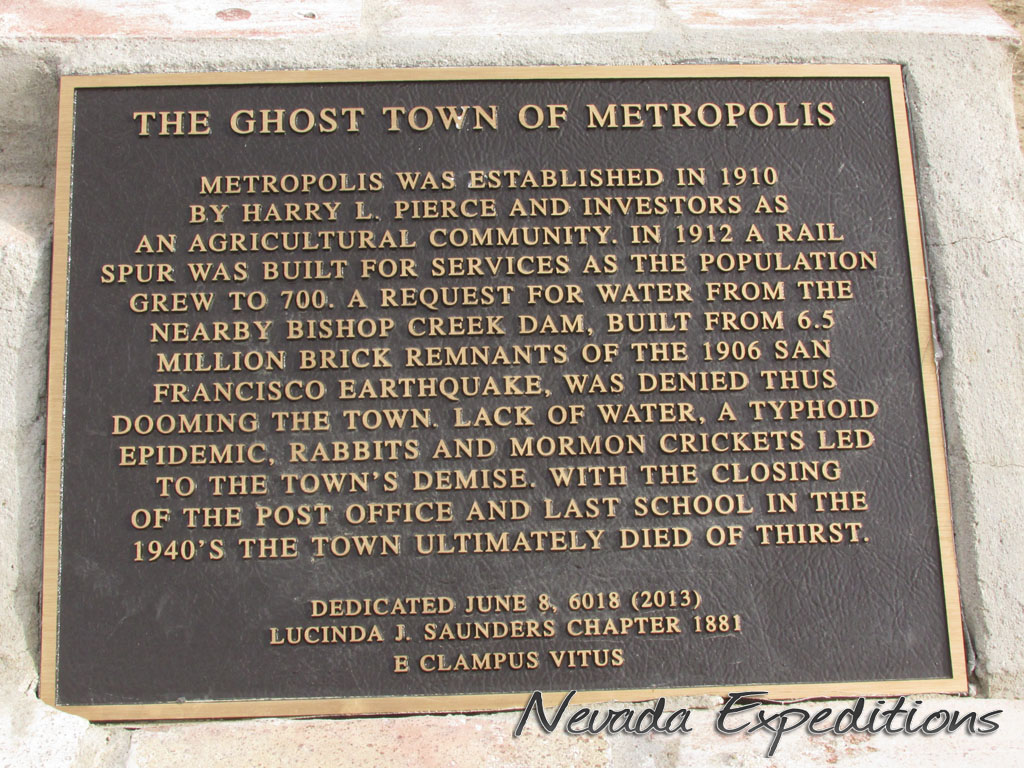 THE GHOST TOWN OF METROPOLIS
METROPOLIS WAS ESTABLISHED IN 1910
BY HARRY L. PIERCE AND INVESTORS AS
AN AGRICULTURAL COMMUNITY. IN 1912 A RAIL
SPUR WAS BUILT FOR SERVICES AS THE POPULATION
GREW TO 700. A REQUEST FOR WATER FROM THE
NEARBY BISHOP CREEK DAM, BUILT FROM 6.5
MILLION BRICK REMNANTS OF THE 1906 SAN
FRANCISCO EARTHQUAKE, WAS DENIED THUS
DOOMING THE TOWN. LACK OF WATER, A TYPHOID
EPIDEMIC, RABBITS AND MORMON CRICKETS LED
TO THE TOWN'S DEMISE. WITH THE CLOSING
OF THE POST OFFICE AND LAST SCHOOL IN THE
1940'S THE TOWN ULTIMATELY DIED OF THIRST.
DEDICATED JUNE 8, 6018 (2013)
LUCINDA J. SAUNDERS CHAPTER 1881
E CLAMPUS VITUS
Nevada Expeditions